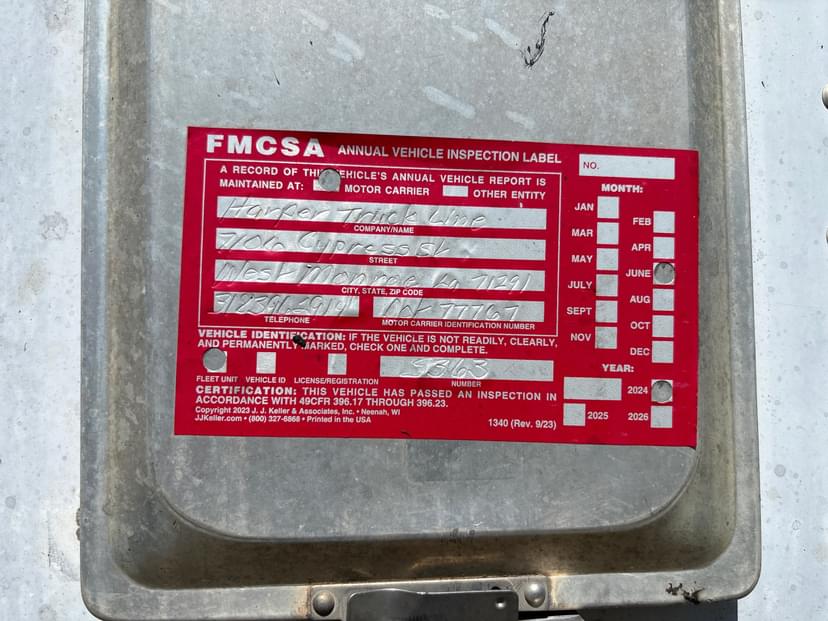 FMCSA ANNUAL VEHICLE INSPECTION LABEL
NO.
A RECORD OF THIS VEHICLE'S ANNUAL VEHICLE REPORT IS
MAINTAINED AT: MOTOR CARRIER OTHER ENTITY
Harper Truck Line
COMPANY/NAME
Cypress St
STREET
West Monroe La 71291
CITY, STATE, ZIP CODE
TELEPHONE
77767
MOTOR CARRIER IDENTIFICATION NUMBER
VEHICLE IDENTIFICATION: IF THE VEHICLE IS NOT READILY, CLEARLY,
AND PERMANENTLY MARKED, CHECK ONE AND COMPLETE.
FLEET UNIT VEHICLE ID LICENSE/REGISTRATION
NUMBER
CERTIFICATION: THIS VEHICLE HAS PASSED AN INSPECTION IN
ACCORDANCE WITH 49CFR 396.17 THROUGH 396.23.
Copyright 2023 J. J. Keller & Associates, Inc. • Neenah, WI
JJKeller.com • (800) 327-6868 • Printed in the USA
1340 (Rev. 9/23)
MONTH:
JAN
FEB
MAR
APR
MAY
JUNE
JULY
AUG
SEPT
OCT
NOV
DEC
YEAR:
2024
2025
2026